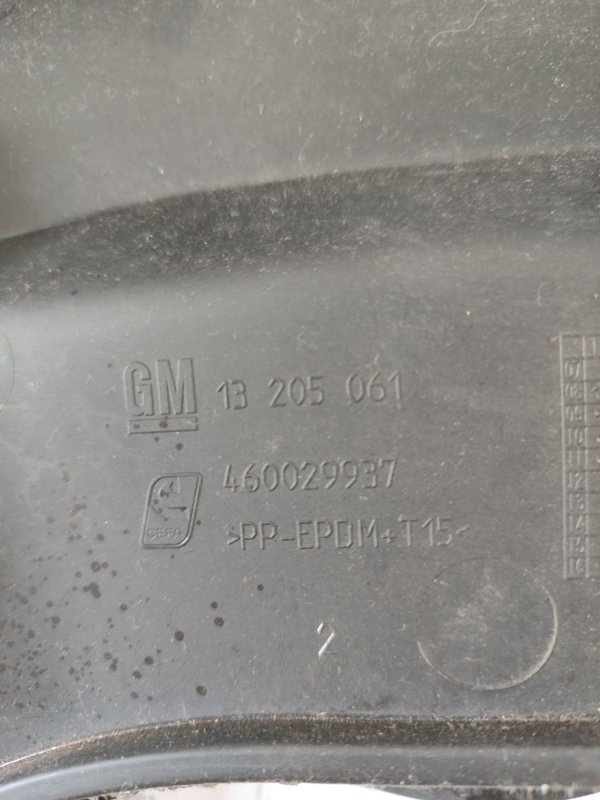 GM 13 205 061
460029937
CEFA >PP-EPDM+T15<
2